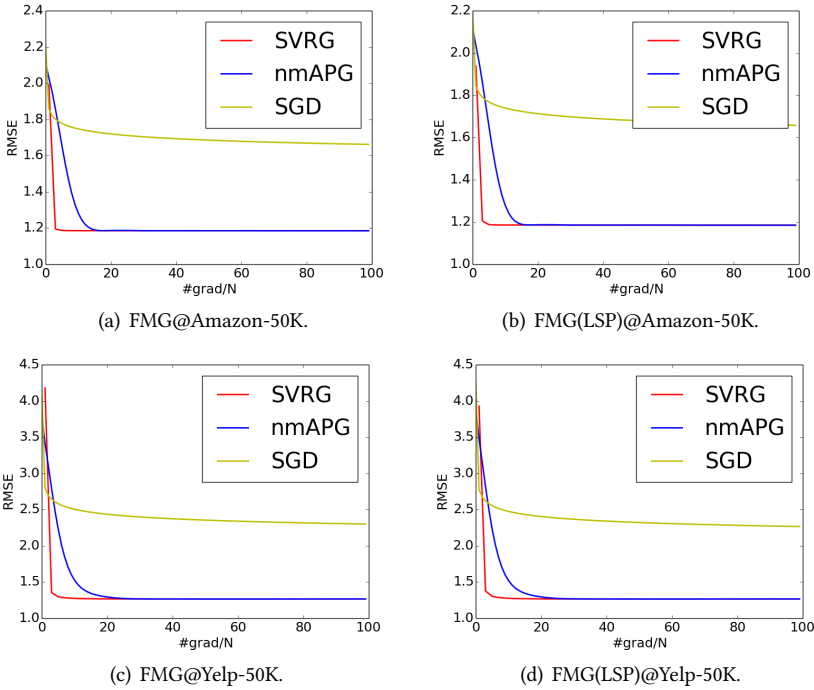 2.4
2.2
2.0
1.8
1.6
1.4
1.2
1.0
RMSE
0 20 40 60 80 100
#grad/N
SVRG
nmAPG
SGD
(a) FMG@Amazon-50K.
2.2
2.0
1.8
1.6
1.4
1.2
1.0
RMSE
0 20 40 60 80 100
#grad/N
SVRG
nmAPG
SGD
(b) FMG(LSP)@Amazon-50K.
4.5
4.0
3.5
3.0
2.5
2.0
1.5
1.0
RMSE
0 20 40 60 80 100
#grad/N
SVRG
nmAPG
SGD
(c) FMG@Yelp-50K.
4.5
4.0
3.5
3.0
2.5
2.0
1.5
1.0
RMSE
0 20 40 60 80 100
#grad/N
SVRG
nmAPG
SGD
(d) FMG(LSP)@Yelp-50K.